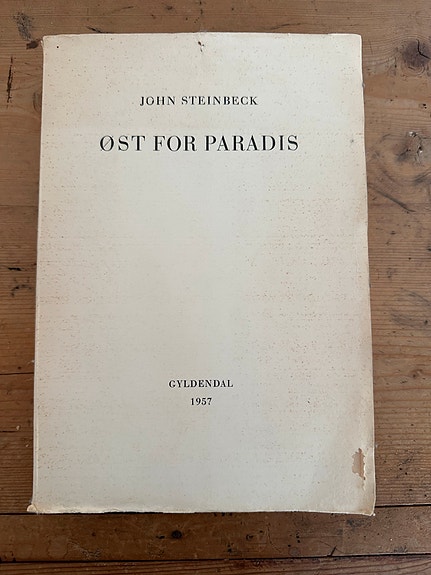 JOHN STEINBECK
ØST FOR PARADIS
GYLDENDAL
1957